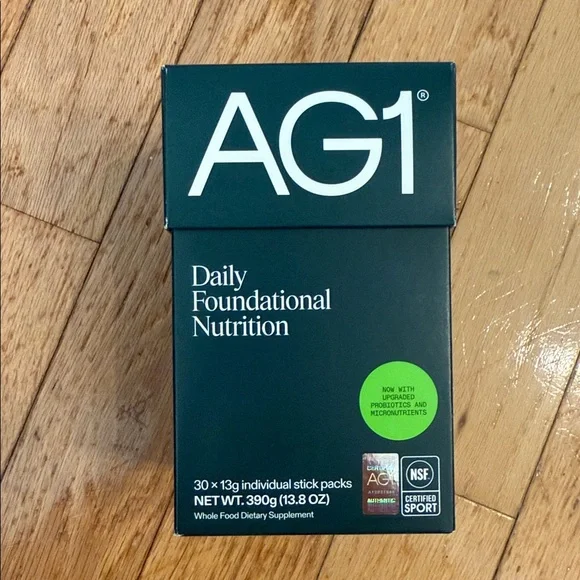 AG1®
Daily
Foundational
Nutrition
NOW WITH
UPGRADED
PROBIOTICS AND
MICRONUTRIENTS
30 × 13g individual stick packs
NET WT. 390g (13.8 OZ)
Whole Food Dietary Supplement
AG1
NSF®
CERTIFIED
SPORT